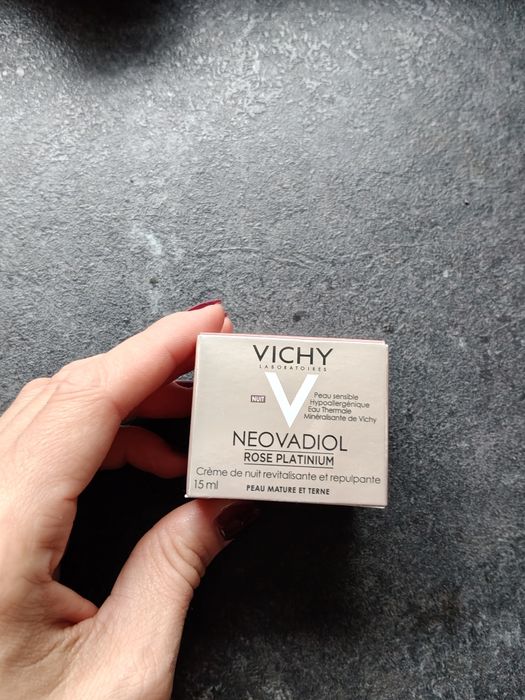 VICHY
LABORATOIRES
V
NUIT
Peau sensible
Hypoallergénique
Eau Thermale
Minéralisante de Vichy
NEOVADIOL
ROSE PLATINIUM
Crème de nuit revitalisante et repulpante
15 ml
PEAU MATURE ET TERNE